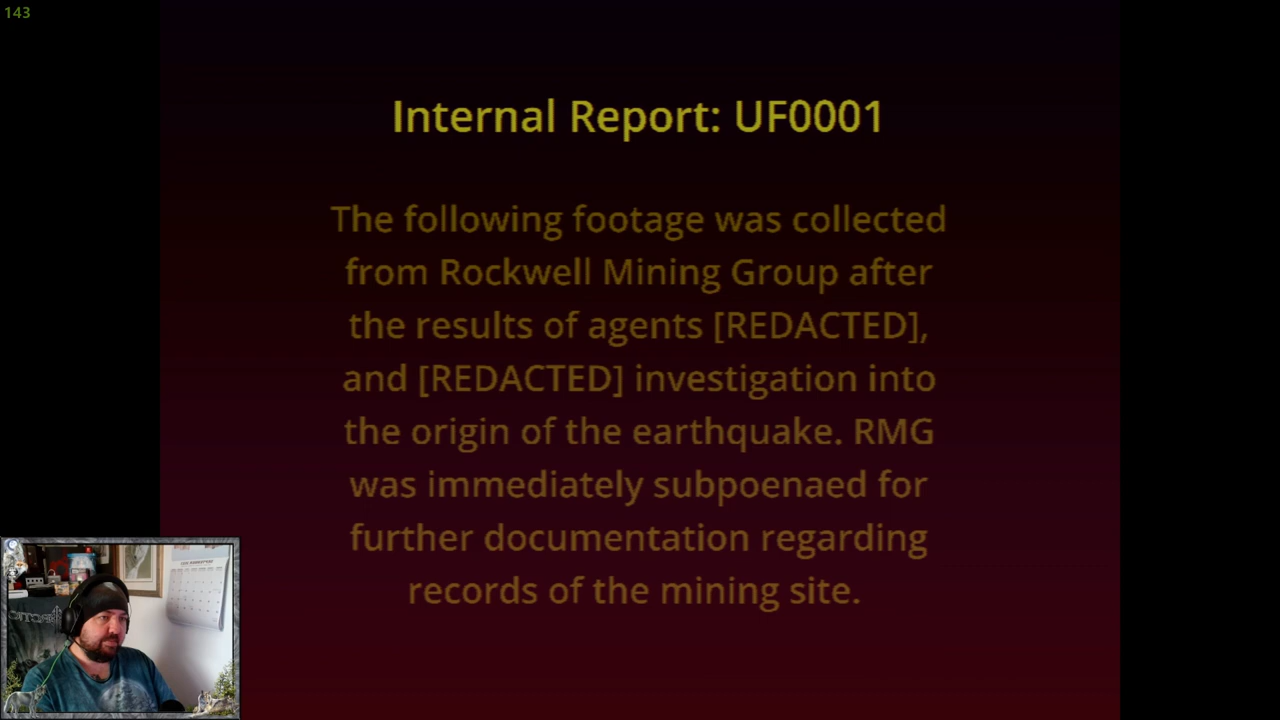 143
Internal Report: UF0001
The following footage was collected
from Rockwell Mining Group after
the results of agents [REDACTED],
and [REDACTED] investigation into
the origin of the earthquake. RMG
was immediately subpoenaed for
further documentation regarding
records of the mining site.